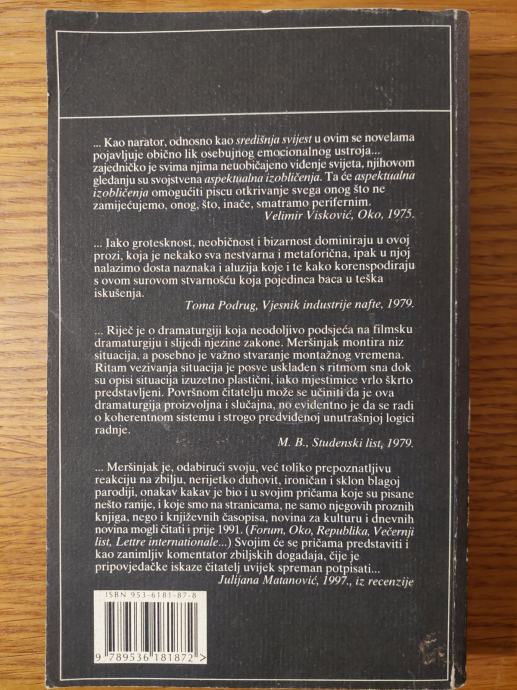 ... Kao narator, odnosno kao središnja svijest u ovim se novelama
pojavljuje obično lik osebujnog emocionalnog ustroja...
zajedničko je svima njima neuobičajeno viđenje svijeta, njihovom
gledanju su svojstvena aspektualna izobličenja. Ta će aspektualna
izobličenja omogućiti piscu otkrivanje svega onog što ne
zamijećujemo, onog, što, inače, smatramo perifernim.
Velimir Visković, Oko, 1975.
... Iako grotesknost, neobičnost i bizarnost dominiraju u ovoj
prozi, koja je nekako sva nestvarna i metaforična, ipak u njoj
nalazimo dosta naznaka i aluzija koje i te kako korenspodiraju
s ovom surovom stvarnošću koja pojedinca baca u teška
iskušenja.
Toma Podrug, Vjesnik industrije nafte, 1979.
... Riječ je o dramaturgiji koja neodoljivo podsjeća na filmsku
dramaturgiju i slijedi njezine zakone. Meršinjak montira niz
situacija, a posebno je važno stvaranje montažnog vremena.
Ritam vezivanja situacija je posve usklađen s ritmom sna dok
su opisi situacija izuzetno plastični, iako mjestimice vrlo škrto
predstavljeni. Površnom čitatelju može se učiniti da je ova
dramaturgija proizvoljna i slučajna, no evidentno je da se radi
o koherentnom sistemu i strogo predviđenoj unutrašnjoj logici
radnje.
M. B., Studenski list, 1979.
... Meršinjak je, odabirući svoju, već toliko prepoznatljivu
reakciju na zbilju, nerijetko duhovit, ironičan i sklon blagoj
parodiji, onakav kakav je bio i u svojim pričama koje su pisane
nešto ranije, i koje smo na stranicama, ne samo njegovih proznih
knjiga, nego i književnih časopisa, novina za kulturu i dnevnih
novina mogli čitati i prije 1991. (Forum, Oko, Republika, Večernji
list, Lettre internationale...) Svojim će se pričama predstaviti i
kao zanimljiv komentator zbiljskih događaja, čije je
pripovjedačke iskaze čitatelj uvijek spreman potpisati...
Julijana Matanović, 1997., iz recenzije
ISBN 953-6181-87-8
9 789536 181872 >